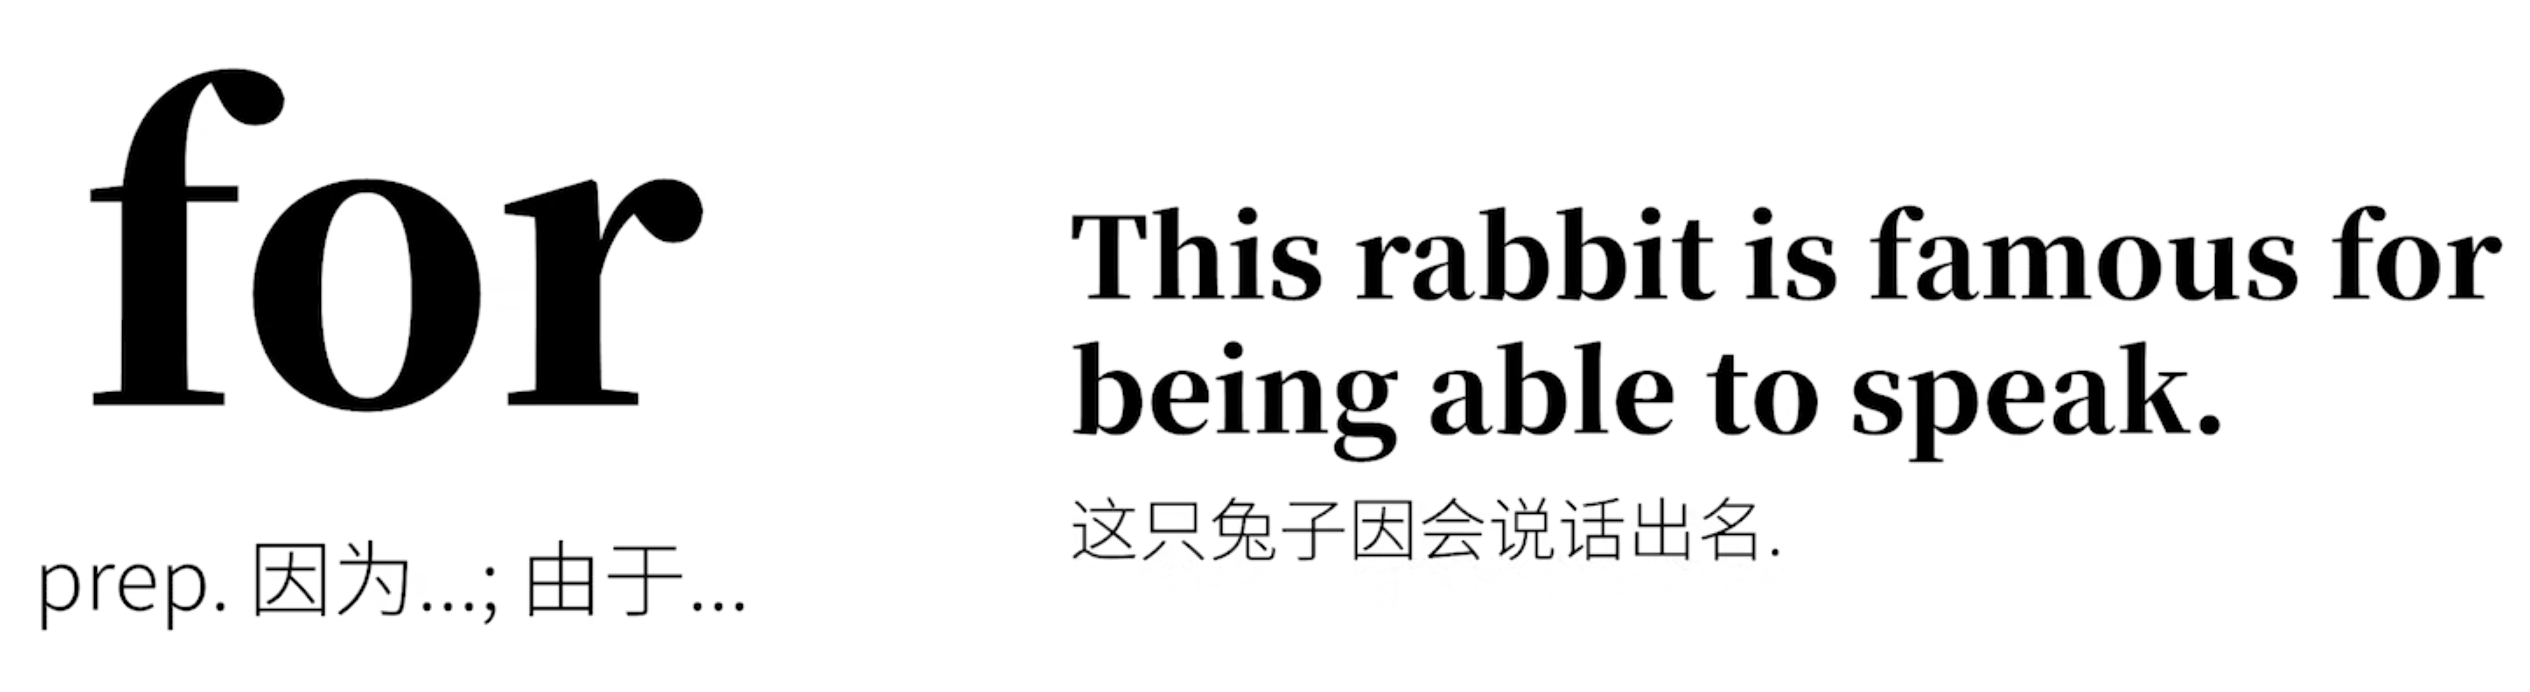 for
prep. 因为...; 由于...
This rabbit is famous for
being able to speak.
这只兔子因会说话出名.